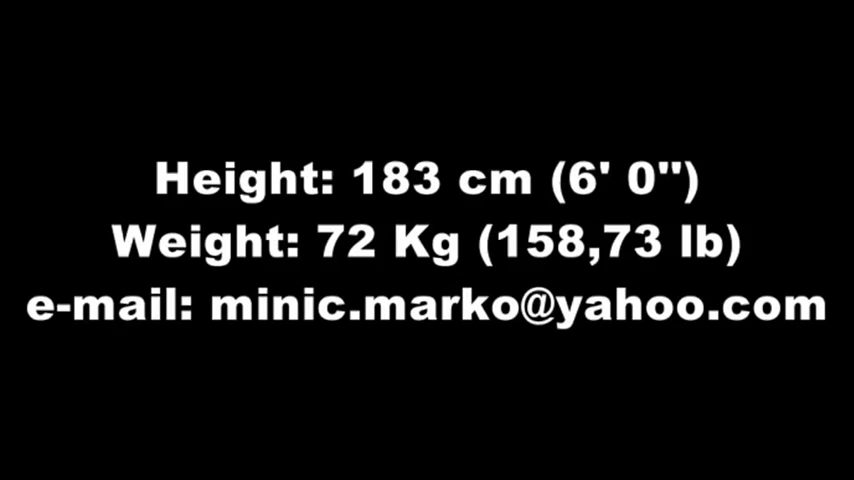 Height: 183 cm (6' 0")
Weight: 72 Kg (158,73 lb)
e-mail: minic.marko@yahoo.com